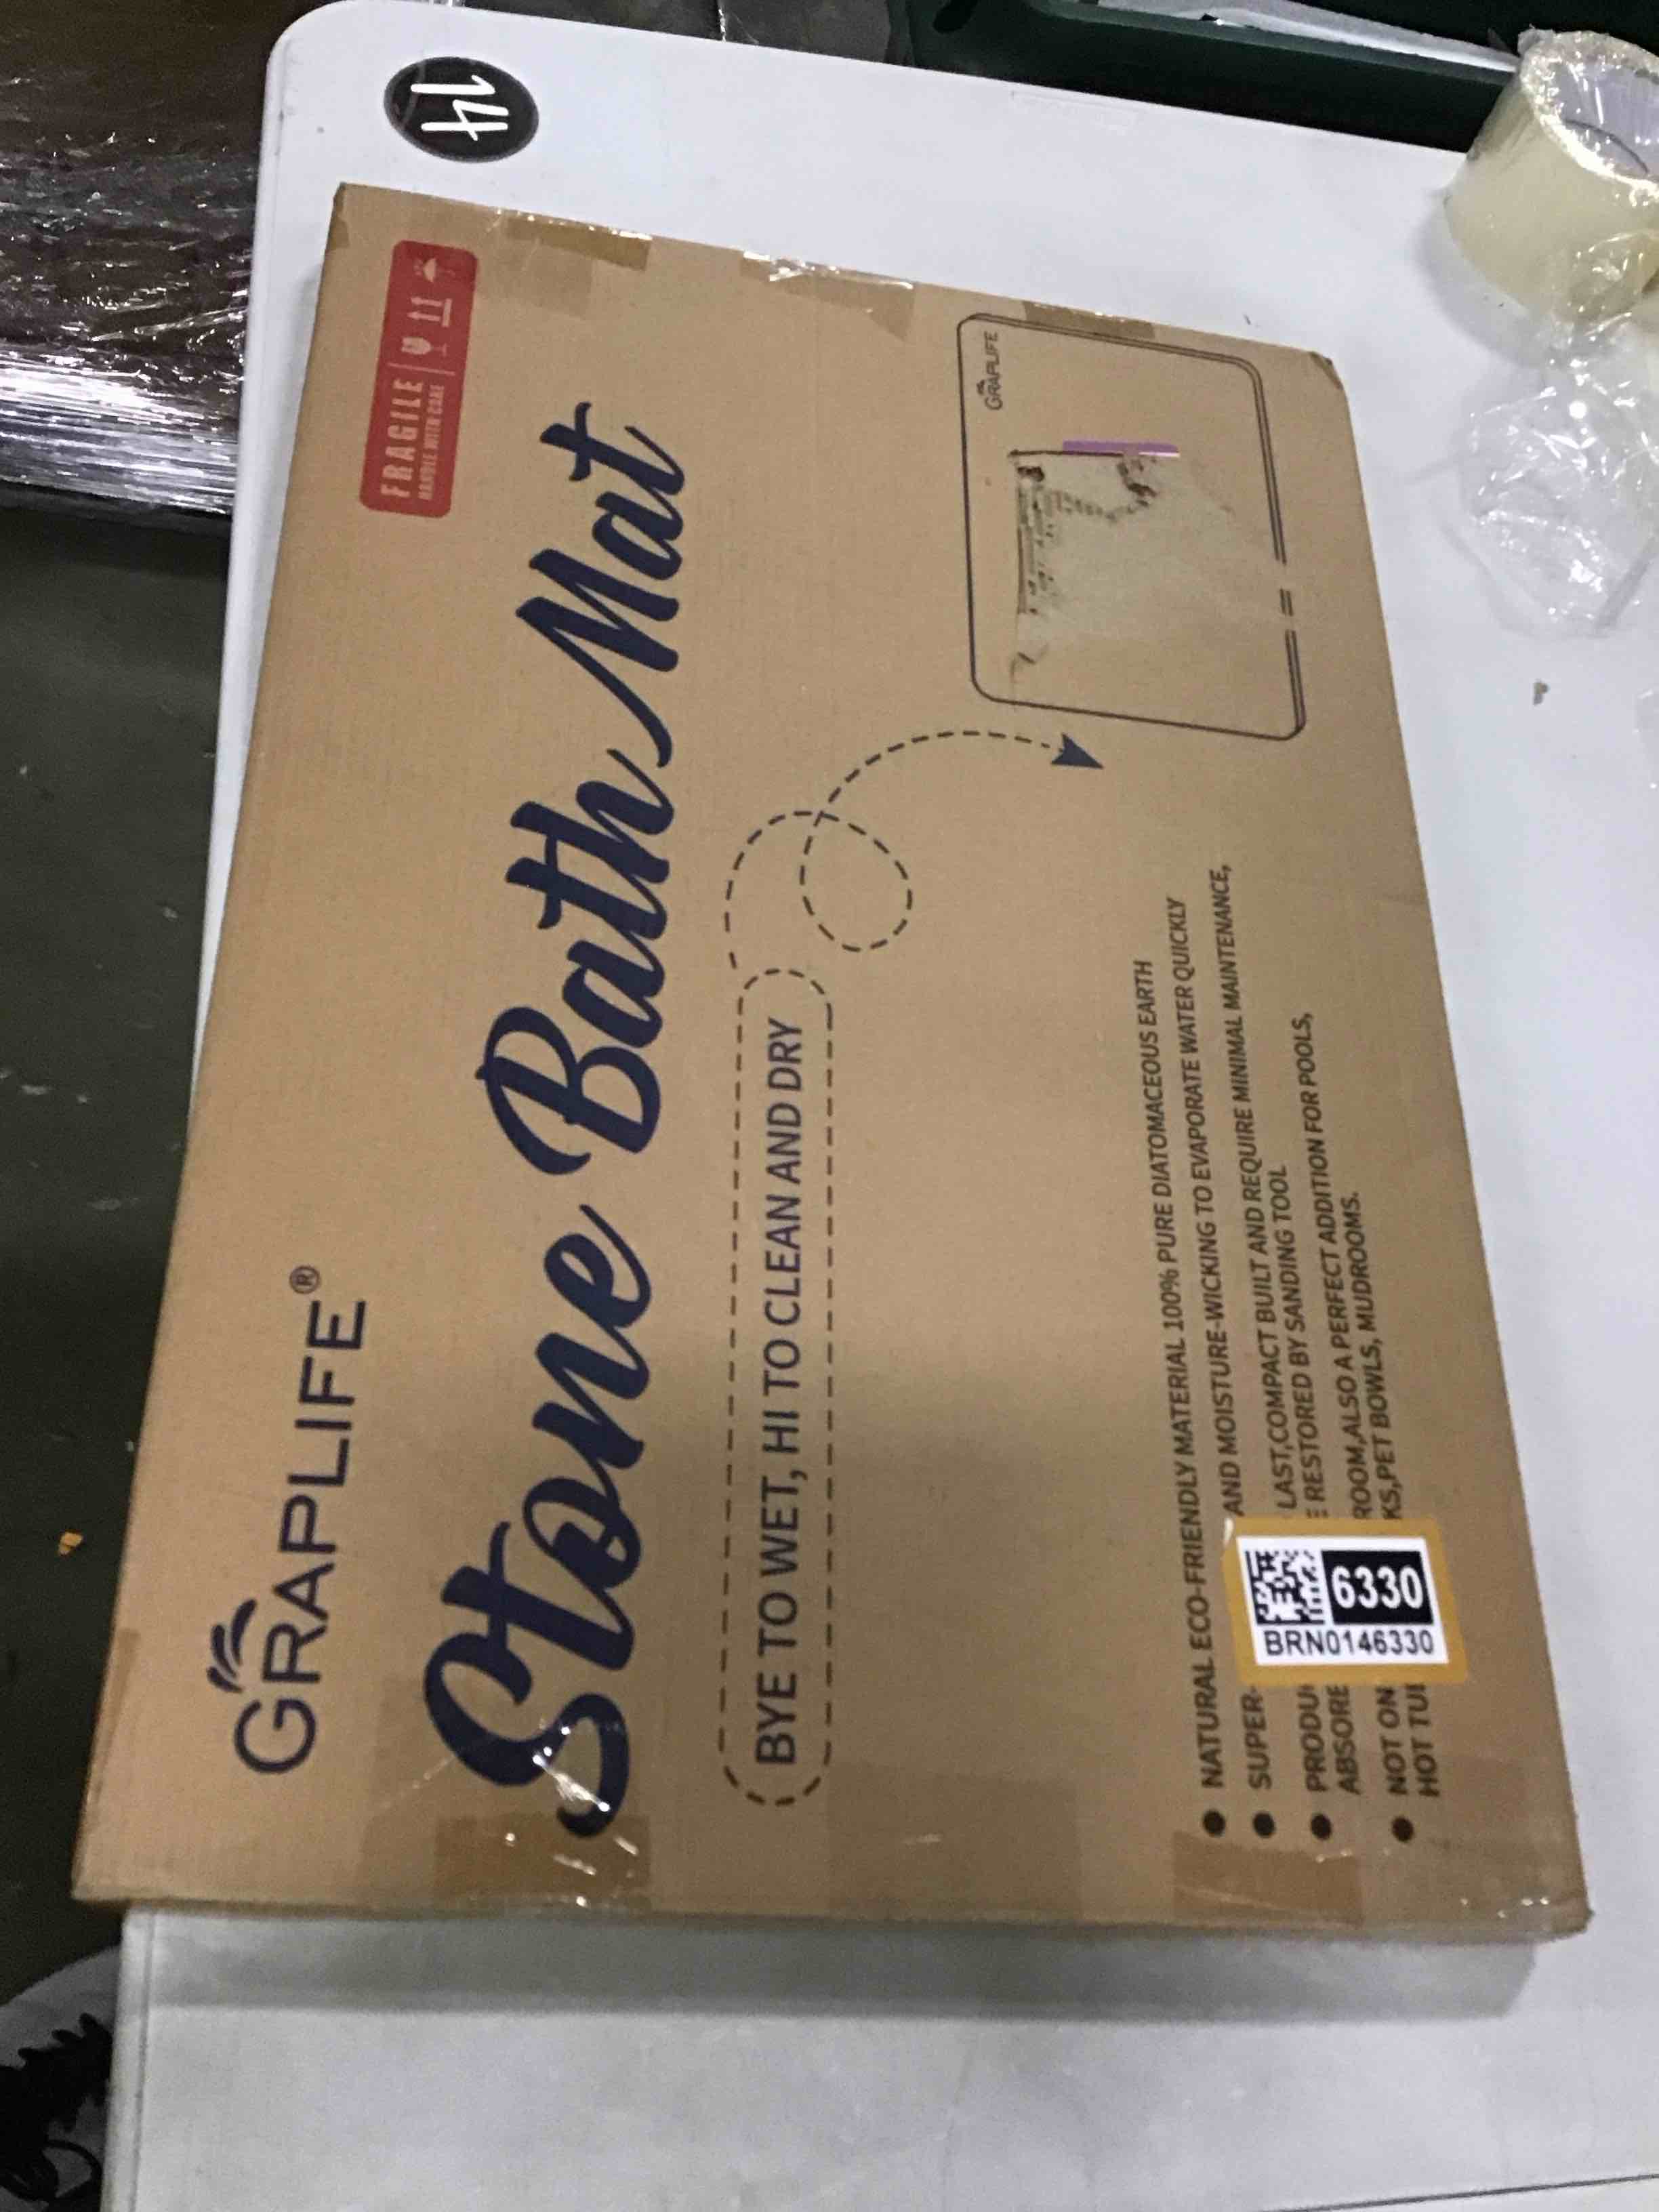 14
GRAPLIFE®
FRAGILE
HANDLE WITH CARE
Stone Bath Mat
BYE TO WET, HI TO CLEAN AND DRY
GRAPLIFE
● NATURAL ECO-FRIENDLY MATERIAL 100% PURE DIATOMACEOUS EARTH
● SUPER- AND MOISTURE-WICKING TO EVAPORATE WATER QUICKLY
● PRODU LAST,COMPACT BUILT AND REQUIRE MINIMAL MAINTENANCE,
ABSORE E RESTORED BY SANDING TOOL
● NOT ON ROOM,ALSO A PERFECT ADDITION FOR POOLS,
HOT TU KS,PET BOWLS, MUDROOMS.
6330
BRN0146330